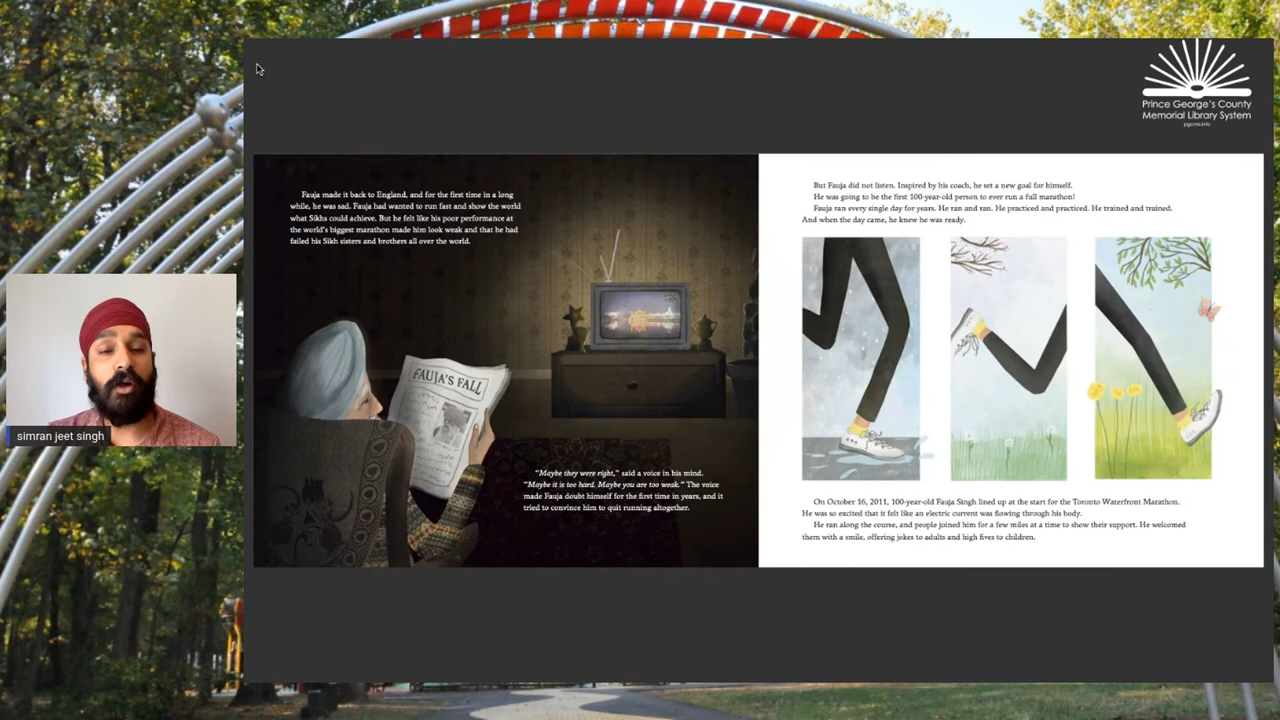 Prince George's County
Memorial Library System
pgcmls.info
Fauja made it back to England, and for the first time in a long
while, he was sad. Fauja had wanted to run fast and show the world
what Sikhs could achieve. But he felt like his poor performance at
the world's biggest marathon made him look weak and that he had
failed his Sikh sisters and brothers all over the world.
FAUJA'S FALL
"Maybe they were right," said a voice in his mind.
"Maybe it is too hard. Maybe you are too weak." The voice
made Fauja doubt himself for the first time in years, and it
tried to convince him to quit running altogether.
But Fauja did not listen. Inspired by his coach, he set a new goal for himself.
He was going to be the first 100-year-old person to ever run a full marathon!
Fauja ran every single day for years. He ran and ran. He practiced and practiced. He trained and trained.
And when the day came, he knew he was ready.
On October 16, 2011, 100-year-old Fauja Singh lined up at the start for the Toronto Waterfront Marathon.
He was so excited that it felt like an electric current was flowing through his body.
He ran along the course, and people joined him for a few miles at a time to show their support. He welcomed
them with a smile, offering jokes to adults and high fives to children.
simran jeet singh